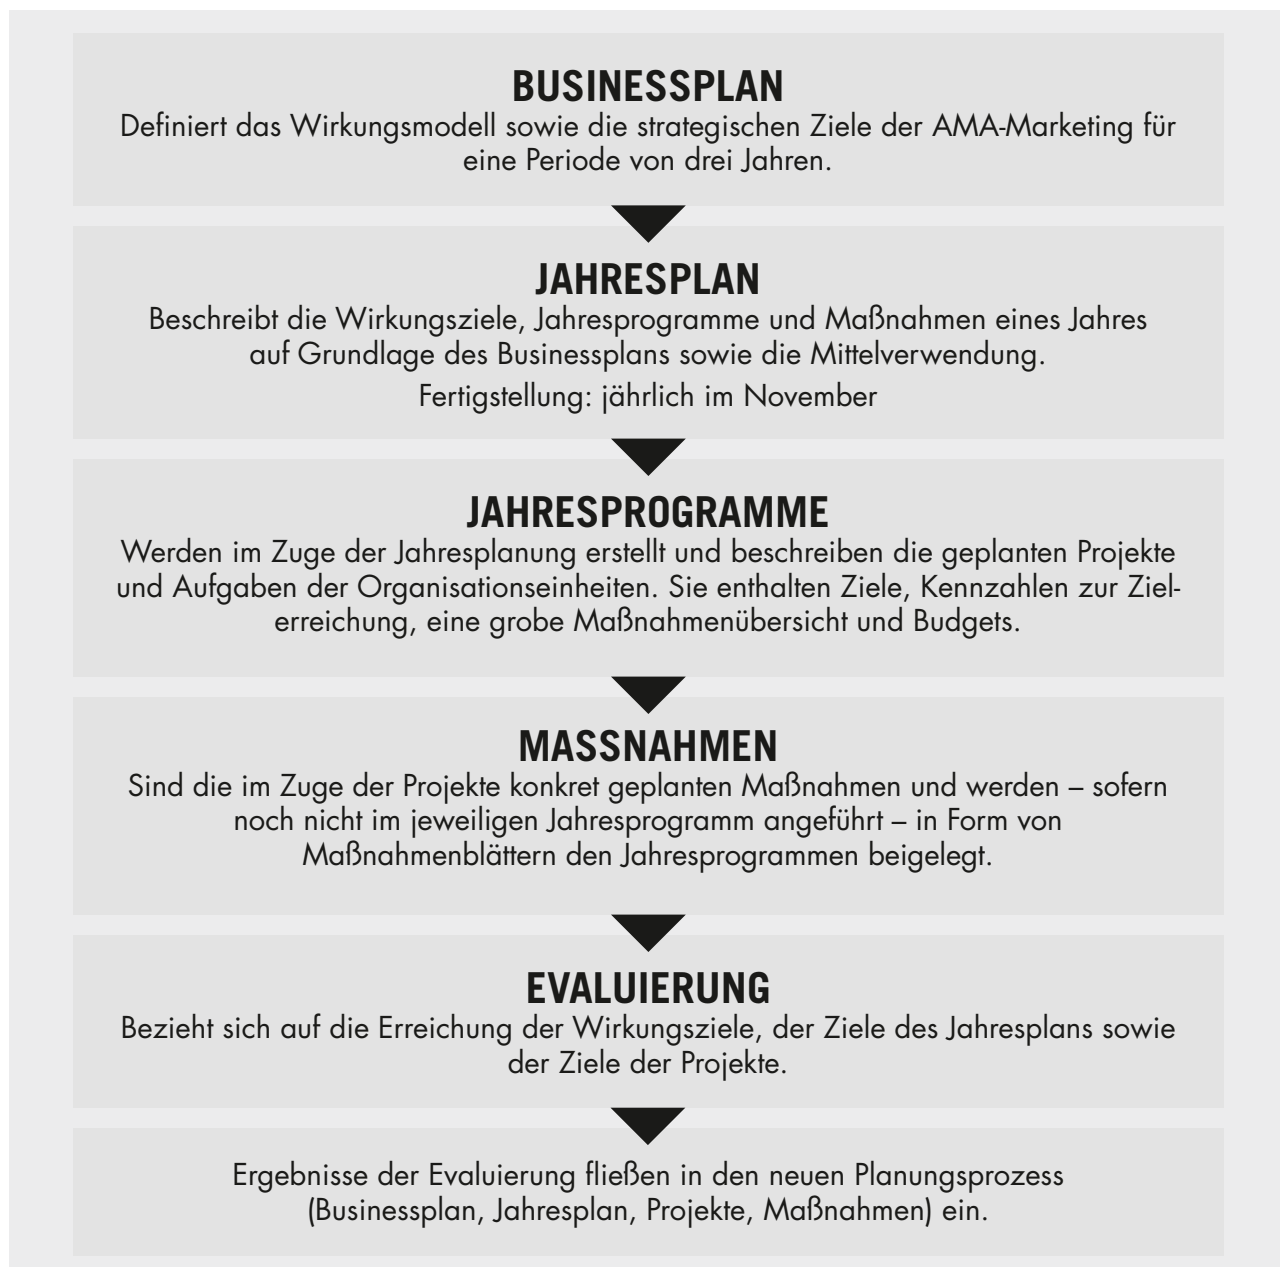 BUSINESSPLAN
Definiert das Wirkungsmodell sowie die strategischen Ziele der AMA-Marketing für
eine Periode von drei Jahren.
JAHRESPLAN
Beschreibt die Wirkungsziele, Jahresprogramme und Maßnahmen eines Jahres
auf Grundlage des Businessplans sowie die Mittelverwendung.
Fertigstellung: jährlich im November
JAHRESPROGRAMME
Werden im Zuge der Jahresplanung erstellt und beschreiben die geplanten Projekte
und Aufgaben der Organisationseinheiten. Sie enthalten Ziele, Kennzahlen zur Ziel-
erreichung, eine grobe Maßnahmenübersicht und Budgets.
MASSNAHMEN
Sind die im Zuge der Projekte konkret geplanten Maßnahmen und werden – sofern
noch nicht im jeweiligen Jahresprogramm angeführt – in Form von
Maßnahmenblättern den Jahresprogrammen beigelegt.
EVALUIERUNG
Bezieht sich auf die Erreichung der Wirkungsziele, der Ziele des Jahresplans sowie
der Ziele der Projekte.
Ergebnisse der Evaluierung fließen in den neuen Planungsprozess
(Businessplan, Jahresplan, Projekte, Maßnahmen) ein.